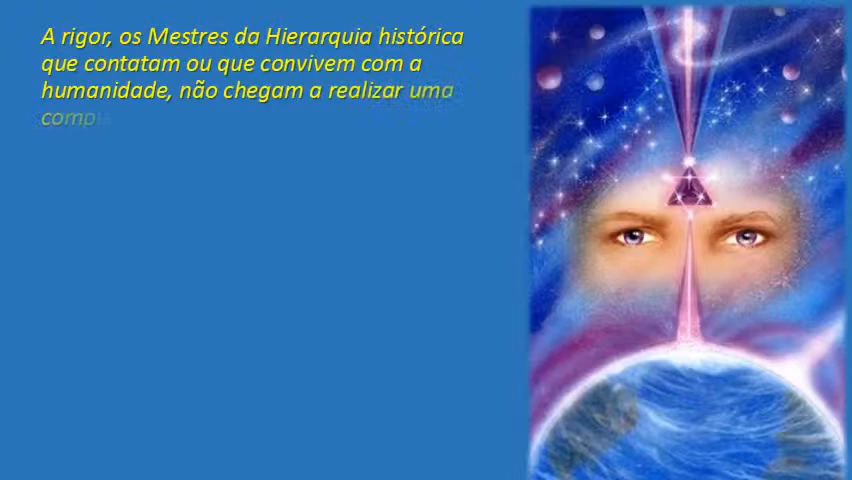 A rigor, os Mestres da Hierarquia histórica
que contatam ou que convivem com a
humanidade, não chegam a realizar uma